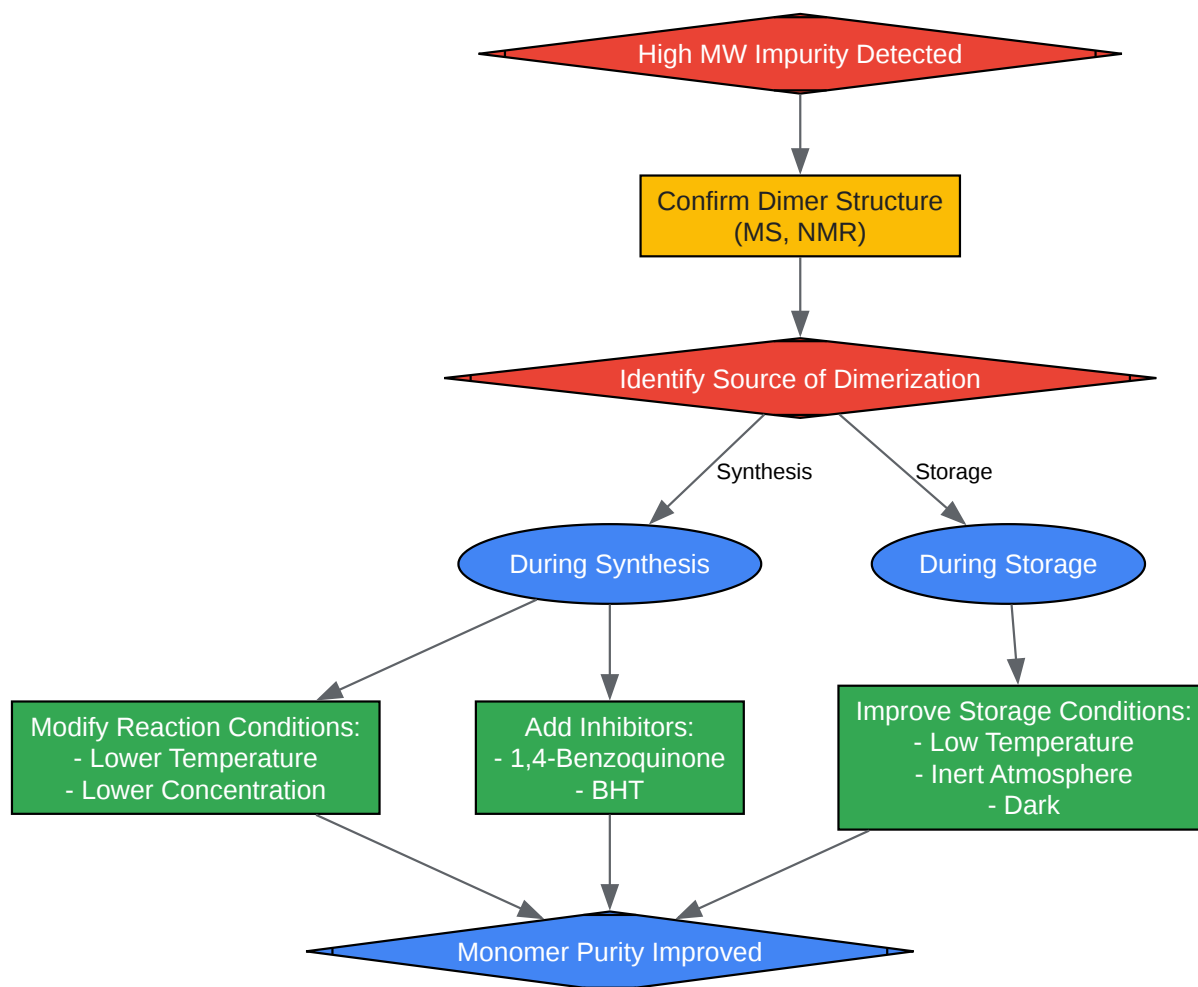 High MW Impurity Detected
Confirm Dimer Structure
(MS, NMR)
Identify Source of Dimerization
Synthesis
Storage
During Synthesis
During Storage
Modify Reaction Conditions:
- Lower Temperature
- Lower Concentration
Add Inhibitors:
- 1,4-Benzoquinone
- BHT
Improve Storage Conditions:
- Low Temperature
- Inert Atmosphere
- Dark
Monomer Purity Improved